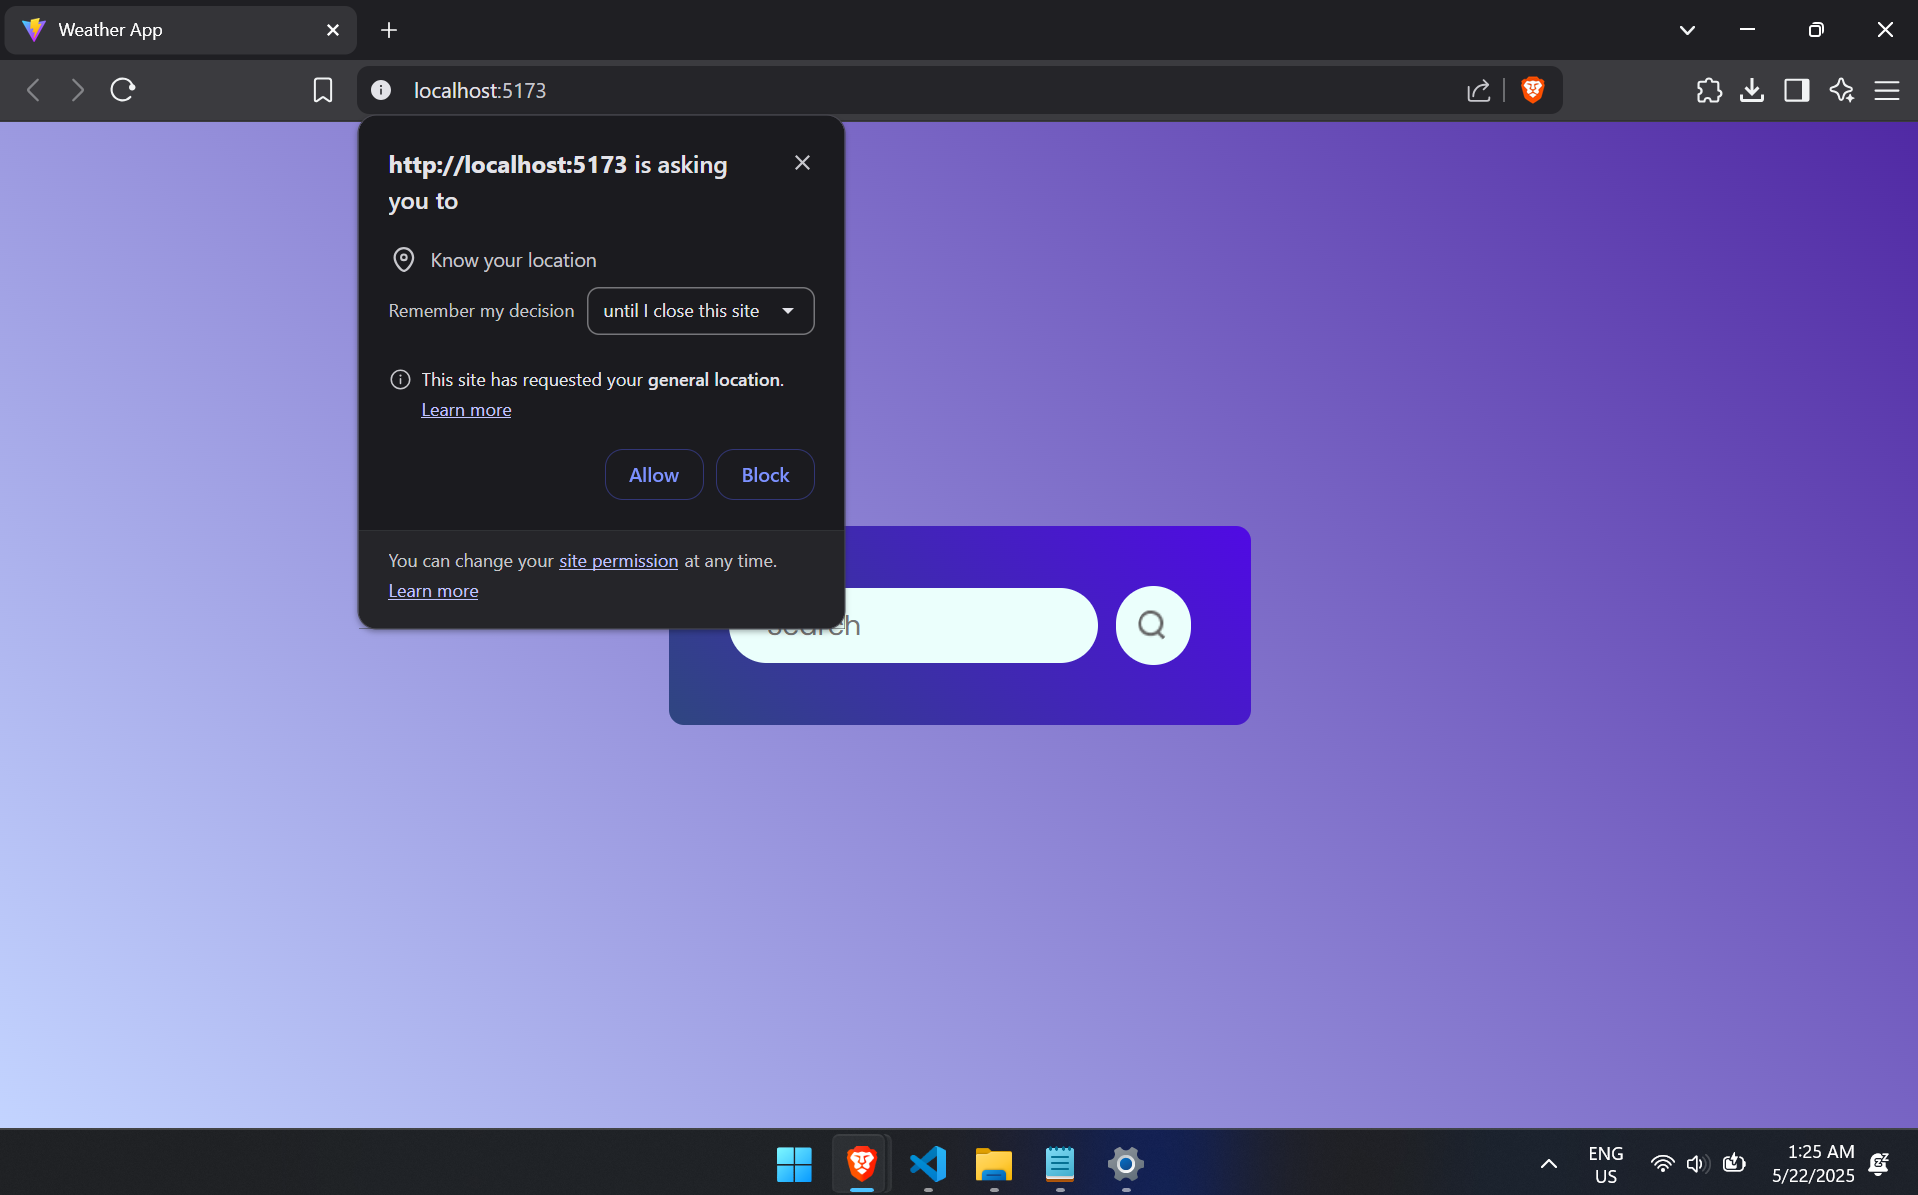 Weather App
localhost:5173
http://localhost:5173 is asking
you to
Know your location
Remember my decision until I close this site
This site has requested your general location.
Learn more
Allow Block
You can change your site permission at any time.
Learn more
search
ENG
US
1:25 AM
5/22/2025